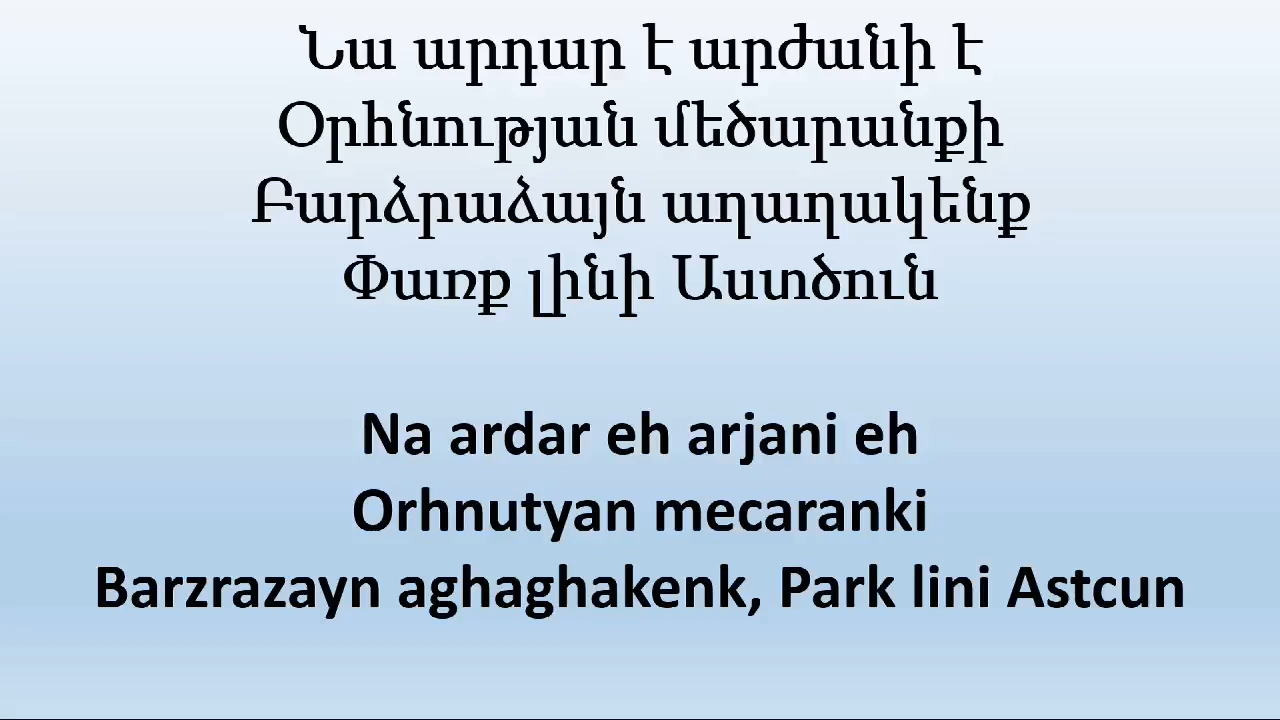 Նա արդար է արժանի է
Օրհնության մեծարանքի
Բարձրաձայն աղաղակենք
Փառք լինի Աստծուն
Na ardar eh arjani eh
Orhnutyan mecaranki
Barzrazayn aghaghakenk, Park lini Astcun